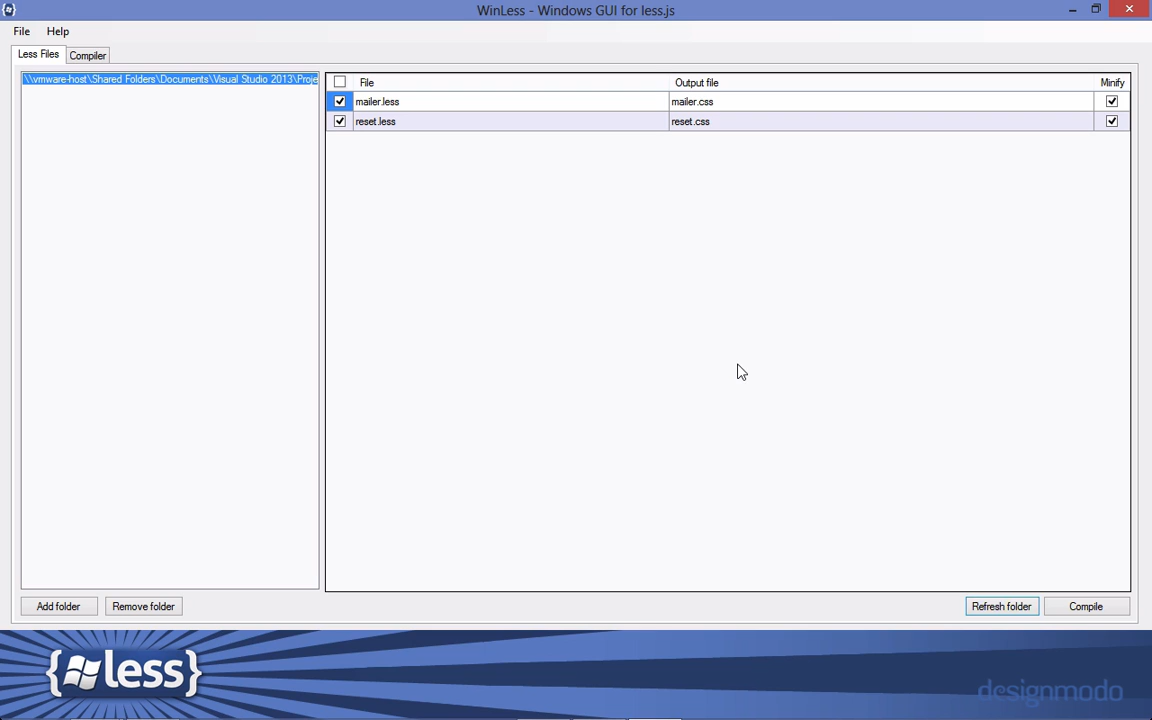 WinLess - Windows GUI for less.js
File Help
Less Files Compiler
\\vmware-host\Shared Folders\Documents\Visual Studio 2013\Proje
File Output file Minify
mailer.less mailer.css
reset.less reset.css
Add folder Remove folder Refresh folder Compile
{less}
designmodo